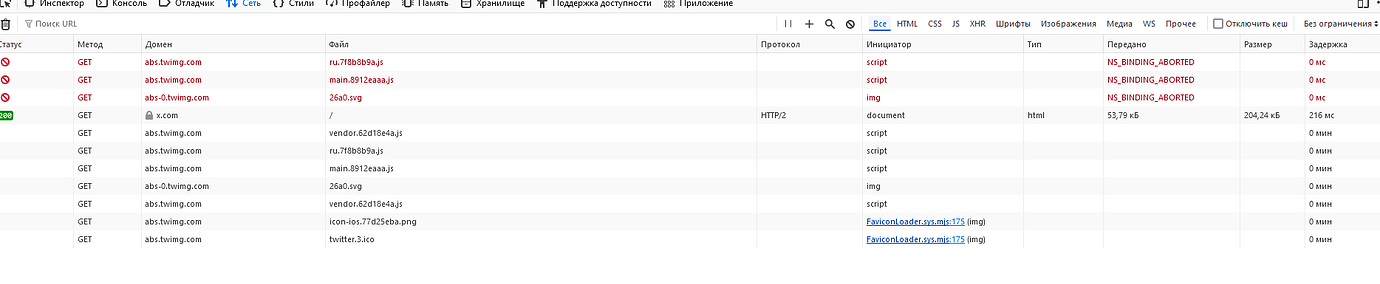 Инспектор Консоль Отладчик Сеть Стили Профайлер Память Хранилище Поддержка доступности Приложение
Поиск URL Все HTML CSS JS XHR Шрифты Изображения Медиа WS Прочее Отключить кеш Без ограничения
Статус Метод Домен Файл Протокол Инициатор Тип Передано Размер Задержка
GET abs.twimg.com ru.7f8b8b9a.js script NS_BINDING_ABORTED 0 мс
GET abs.twimg.com main.8912eaaa.js script NS_BINDING_ABORTED 0 мс
GET abs-0.twimg.com 26a0.svg img NS_BINDING_ABORTED 0 мс
200 GET x.com / HTTP/2 document html 53,79 кБ 204,24 кБ 216 мс
GET abs.twimg.com vendor.62d18e4a.js script 0 мин
GET abs.twimg.com ru.7f8b8b9a.js script 0 мин
GET abs.twimg.com main.8912eaaa.js script 0 мин
GET abs-0.twimg.com 26a0.svg img 0 мин
GET abs.twimg.com vendor.62d18e4a.js script 0 мин
GET abs.twimg.com icon-ios.77d25eba.png FaviconLoader.sys.mjs:175 (img) 0 мин
GET abs.twimg.com twitter.3.ico FaviconLoader.sys.mjs:175 (img) 0 мин